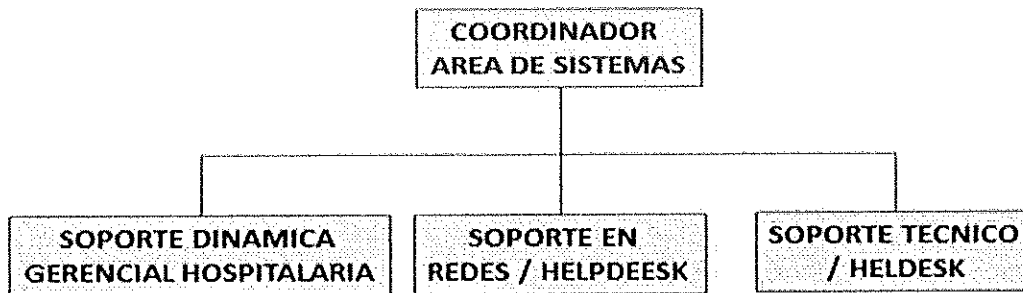 COORDINADOR
AREA DE SISTEMAS
SOPORTE DINAMICA
GERENCIAL HOSPITALARIA
SOPORTE EN
REDES / HELPDEESK
SOPORTE TECNICO
/ HELDESK